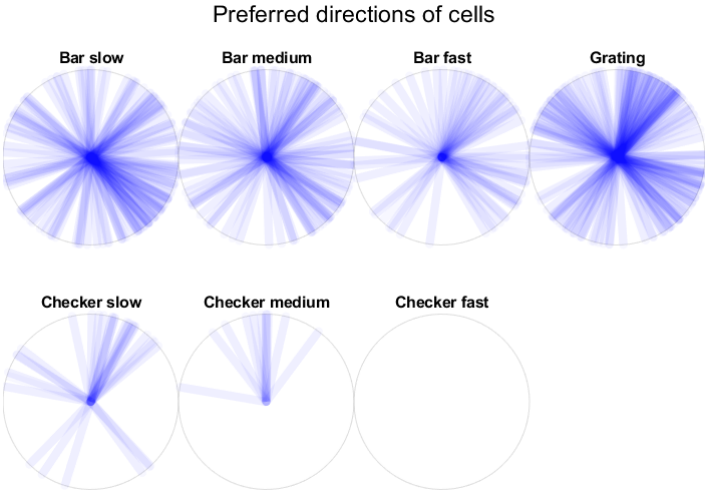 Preferred directions of cells
Bar slow
Bar medium
Bar fast
Grating
Checker slow
Checker medium
Checker fast